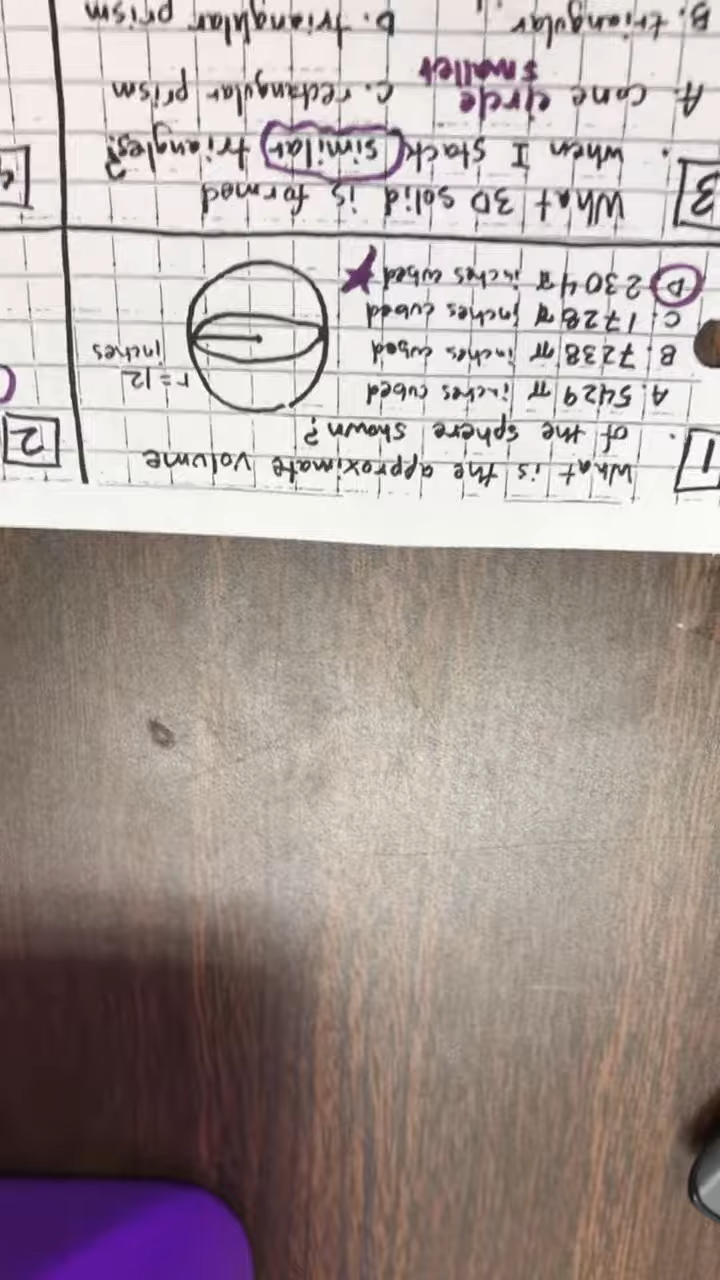 1
What is the approximate volume
. of the sphere shown?
A. 5429 π inches cubed
B. 7238 π inches cubed
C. 1728 π inches cubed
D 2304 π inches cubed
r = 12
inches
2
3
What 3D solid is formed
. when I stack similar triangles?
A. cone circle C. rectangular prism
smaller
B. triangular D. trianglular prism